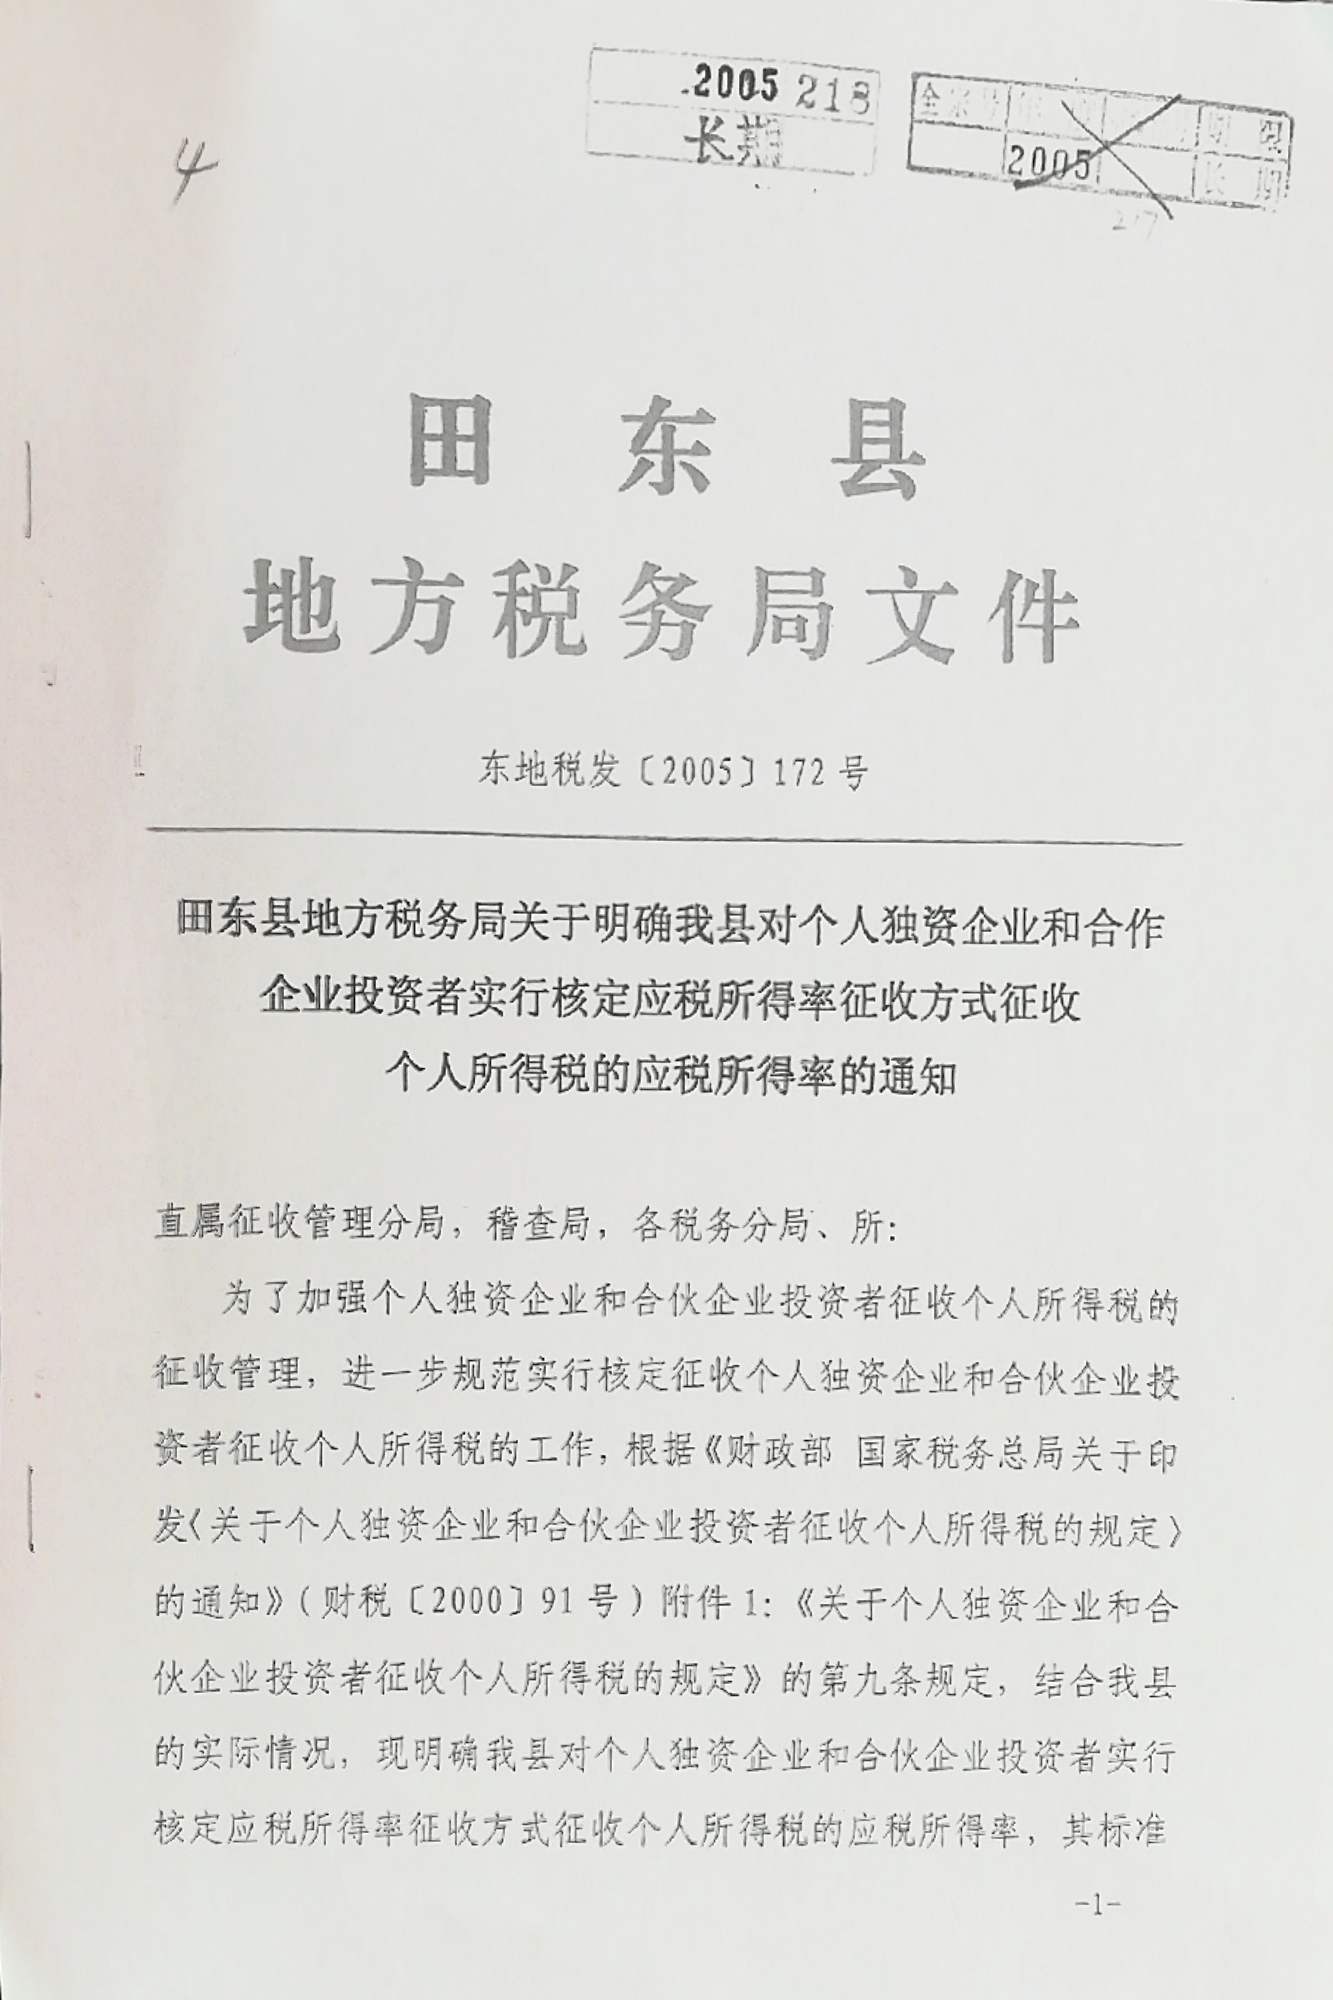 .2005 218
长期
全宗号 年度 期限
2005 长期
217
4
田东县
地方税务局文件
东地税发〔2005〕172号
田东县地方税务局关于明确我县对个人独资企业和合作
企业投资者实行核定应税所得率征收方式征收
个人所得税的应税所得率的通知
直属征收管理分局，稽查局，各税务分局、所：
为了加强个人独资企业和合伙企业投资者征收个人所得税的
征收管理，进一步规范实行核定征收个人独资企业和合伙企业投
资者征收个人所得税的工作，根据《财政部 国家税务总局关于印
发〈关于个人独资企业和合伙企业投资者征收个人所得税的规定〉
的通知》（财税〔2000〕91号）附件1：《关于个人独资企业和合
伙企业投资者征收个人所得税的规定》的第九条规定，结合我县
的实际情况，现明确我县对个人独资企业和合伙企业投资者实行
核定应税所得率征收方式征收个人所得税的应税所得率，其标准
-1-